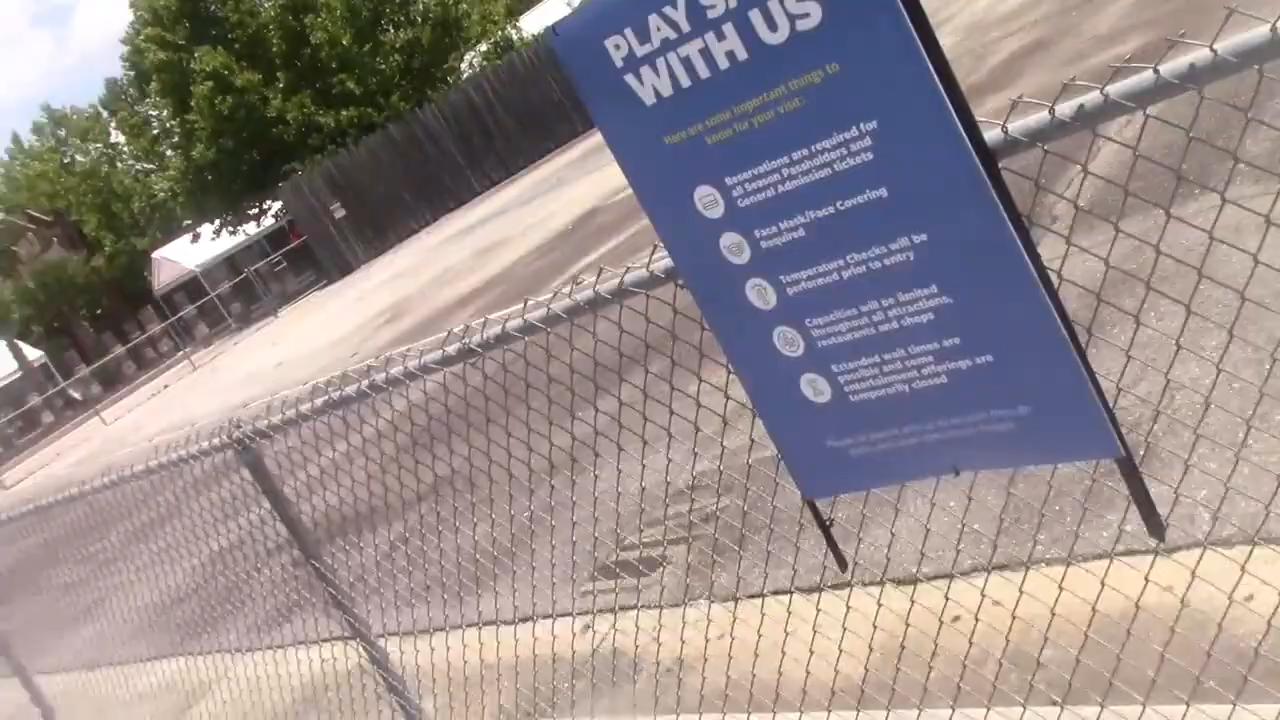 PLAY
WITH US
Here are some important things to
know for your visit:
Reservations are required for
all Season Passholders and
General Admission tickets
Face Mask/Face Covering
Required
Temperature Checks will be
performed prior to entry
Capacities will be limited
throughout all attractions,
restaurants and shops
Extended wait times are
possible and some
entertainment offerings are
temporarily closed